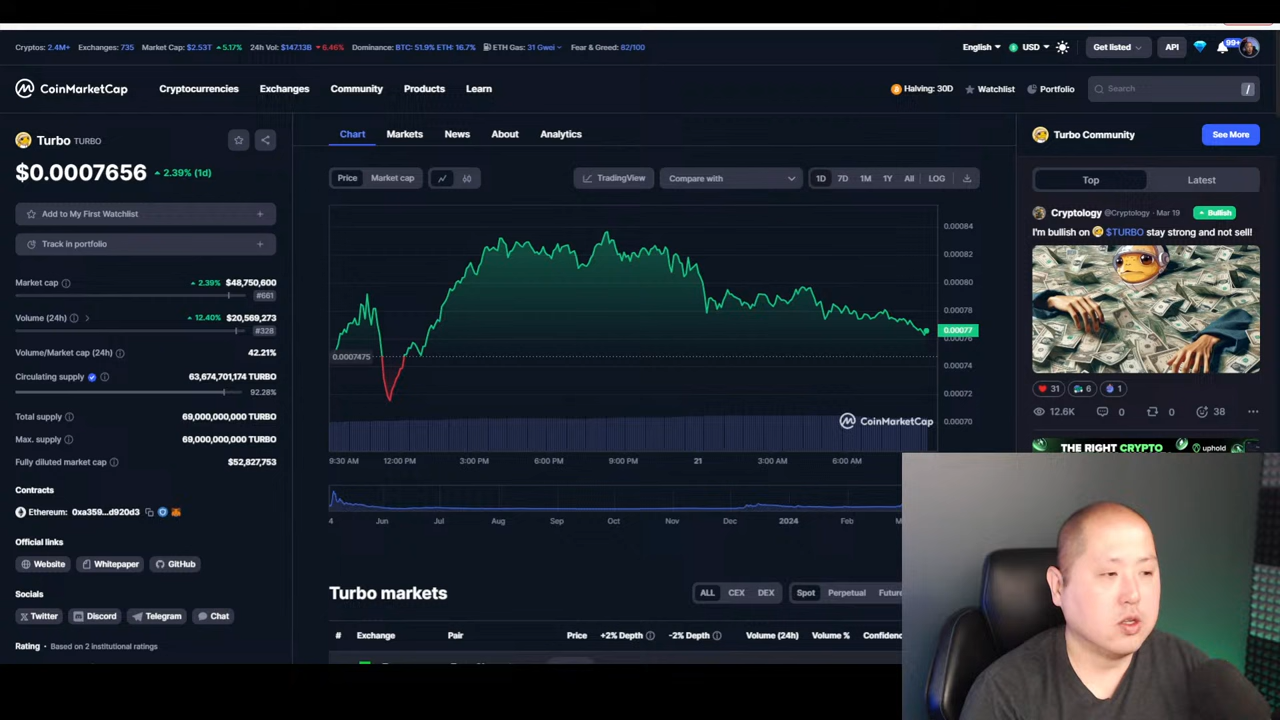 Cryptos: 2.4M+ Exchanges: 735 Market Cap: $2.53T 5.17% 24h Vol: $147.13B 6.46% Dominance: BTC: 51.9% ETH: 16.7% ETH Gas: 31 Gwei Fear & Greed: 82/100
English USD Get listed API 99+
CoinMarketCap Cryptocurrencies Exchanges Community Products Learn
Halving: 30D Watchlist Portfolio Search /
Turbo TURBO
$0.0007656 2.39% (1d)
Add to My First Watchlist +
Track in portfolio +
Market cap 2.39% $48,750,600
#661
Volume (24h) 12.40% $20,569,273
#328
Volume/Market cap (24h) 42.21%
Circulating supply 63,674,701,174 TURBO
92.28%
Total supply 69,000,000,000 TURBO
Max. supply 69,000,000,000 TURBO
Fully diluted market cap $52,827,753
Contracts
Ethereum: 0xa359...d920d3
Official links
Website Whitepaper GitHub
Socials
Twitter Discord Telegram Chat
Rating • Based on 2 institutional ratings
Chart Markets News About Analytics
Price Market cap TradingView Compare with 1D 7D 1M 1Y All LOG
0.00084
0.00082
0.00080
0.00077
0.00076
0.0007475
0.00074
0.00072
CoinMarketCap 0.00070
9:30 AM 12:00 PM 3:00 PM 6:00 PM 9:00 PM 21 3:00 AM 6:00 AM
4 Jun Jul Aug Sep Oct Nov Dec 2024 Feb
Turbo markets
ALL CEX DEX Spot Perpetual
# Exchange Pair Price +2% Depth -2% Depth Volume (24h) Volume %
Turbo Community See More
Top Latest
Cryptology @Cryptology · Mar 19 Bullish
I'm bullish on $TURBO stay strong and not sell!
31 6 1
12.6K 0 0 38
THE RIGHT CRYPTO uphold